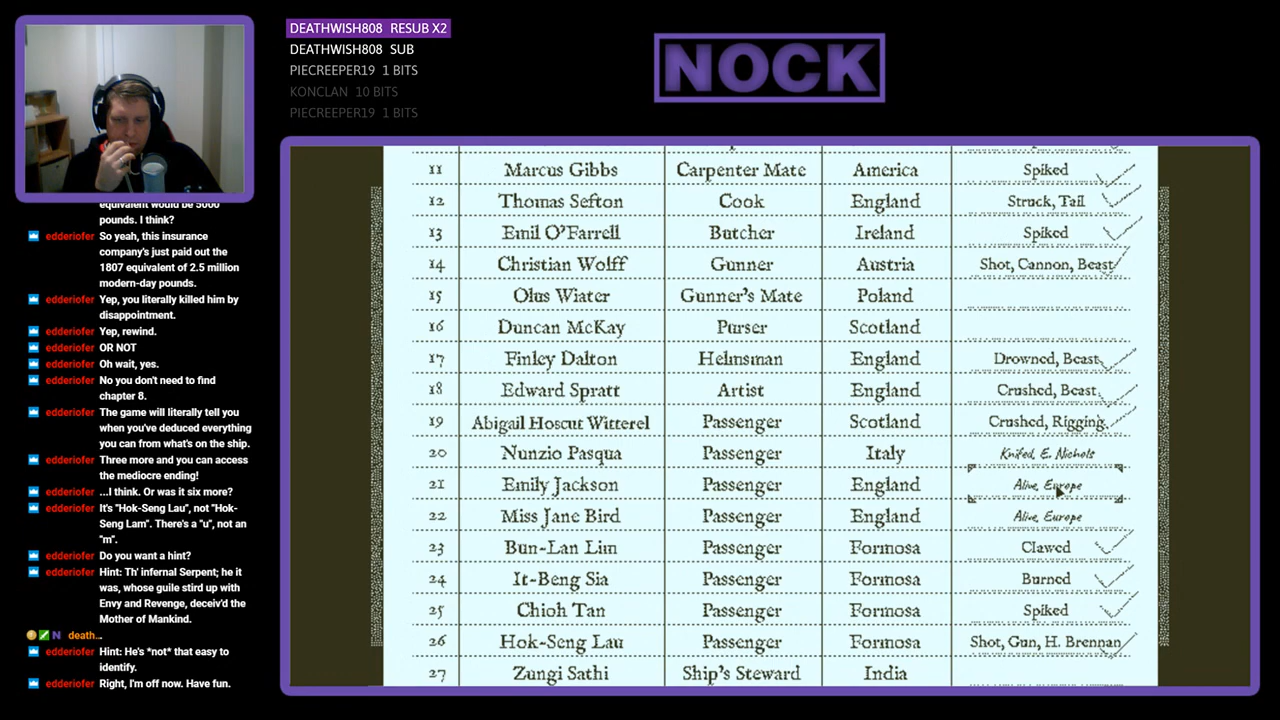 DEATHWISH808 RESUB X2
DEATHWISH808 SUB
PIECREEPER19 1 BITS
KONCLAN 10 BITS
PIECREEPER19 1 BITS
NOCK
equivalent would be 5000
pounds. I think?
edderiofer So yeah, this insurance
company's just paid out the
1807 equivalent of 2.5 million
modern-day pounds.
edderiofer Yep, you literally killed him by
disappointment.
edderiofer Yep, rewind.
edderiofer OR NOT
edderiofer Oh wait, yes.
edderiofer No you don't need to find
chapter 8.
edderiofer The game will literally tell you
when you've deduced everything
you can from what's on the ship.
edderiofer Three more and you can access
the mediocre ending!
edderiofer ...I think. Or was it six more?
edderiofer It's "Hok-Seng Lau", not "Hok-
Seng Lam". There's a "u", not an
"m".
edderiofer Do you want a hint?
edderiofer Hint: Th' infernal Serpent; he it
was, whose guile stird up with
Envy and Revenge, deceiv'd the
Mother of Mankind.
death...
edderiofer Hint: He's *not* that easy to
identify.
edderiofer Right, I'm off now. Have fun.
11 Marcus Gibbs Carpenter Mate America Spiked
12 Thomas Sefton Cook England Struck, Tail
13 Emil O'Farrell Butcher Ireland Spiked
14 Christian Wolff Gunner Austria Shot, Cannon, Beast
15 Olus Wiater Gunner's Mate Poland
16 Duncan McKay Purser Scotland
17 Finley Dalton Helmsman England Drowned, Beast
18 Edward Spratt Artist England Crushed, Beast
19 Abigail Hoscut Witterel Passenger Scotland Crushed, Rigging
20 Nunzio Pasqua Passenger Italy Knifed, E. Nichols
21 Emily Jackson Passenger England Alive, Europe
22 Miss Jane Bird Passenger England Alive, Europe
23 Bun-Lan Lim Passenger Formosa Clawed
24 It-Beng Sia Passenger Formosa Burned
25 Chioh Tan Passenger Formosa Spiked
26 Hok-Seng Lau Passenger Formosa Shot, Gun, H. Brennan
27 Zungi Sathi Ship's Steward India